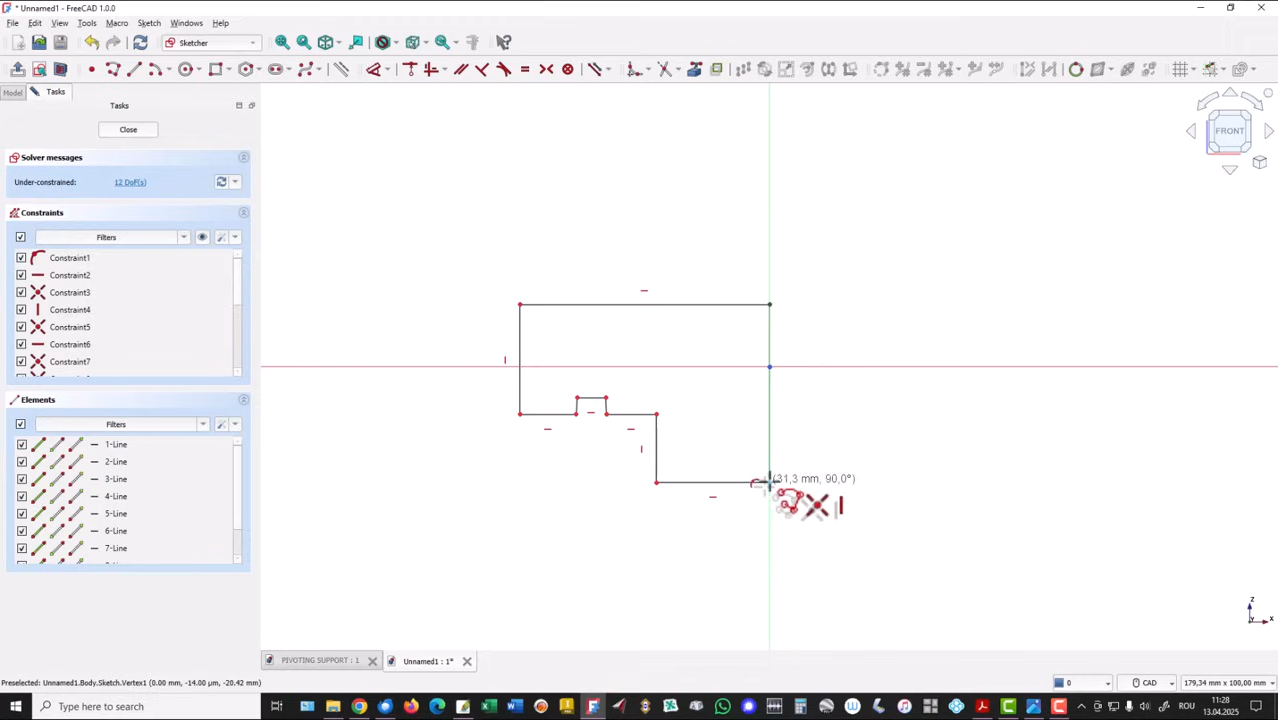 * Unnamed1 - FreeCAD 1.0.0
File Edit View Tools Macro Sketch Windows Help
Sketcher
Model Tasks
Tasks
Close
Solver messages
Under-constrained: 12 DoF(s)
Constraints
Filters
Constraint1
Constraint2
Constraint3
Constraint4
Constraint5
Constraint6
Constraint7
Elements
Filters
1-Line
2-Line
3-Line
4-Line
5-Line
6-Line
7-Line
FRONT
(31,3 mm, 90,0°)
z
x
Y
PIVOTING SUPPORT : 1
Unnamed1 : 1*
Preselected: Unnamed1.Body.Sketch.Vertex1 (0.00 mm, -14.00 µm, -20.42 mm)
0
CAD
179,34 mm x 100,00 mm
Type here to search
ROU
11:28
13.04.2025